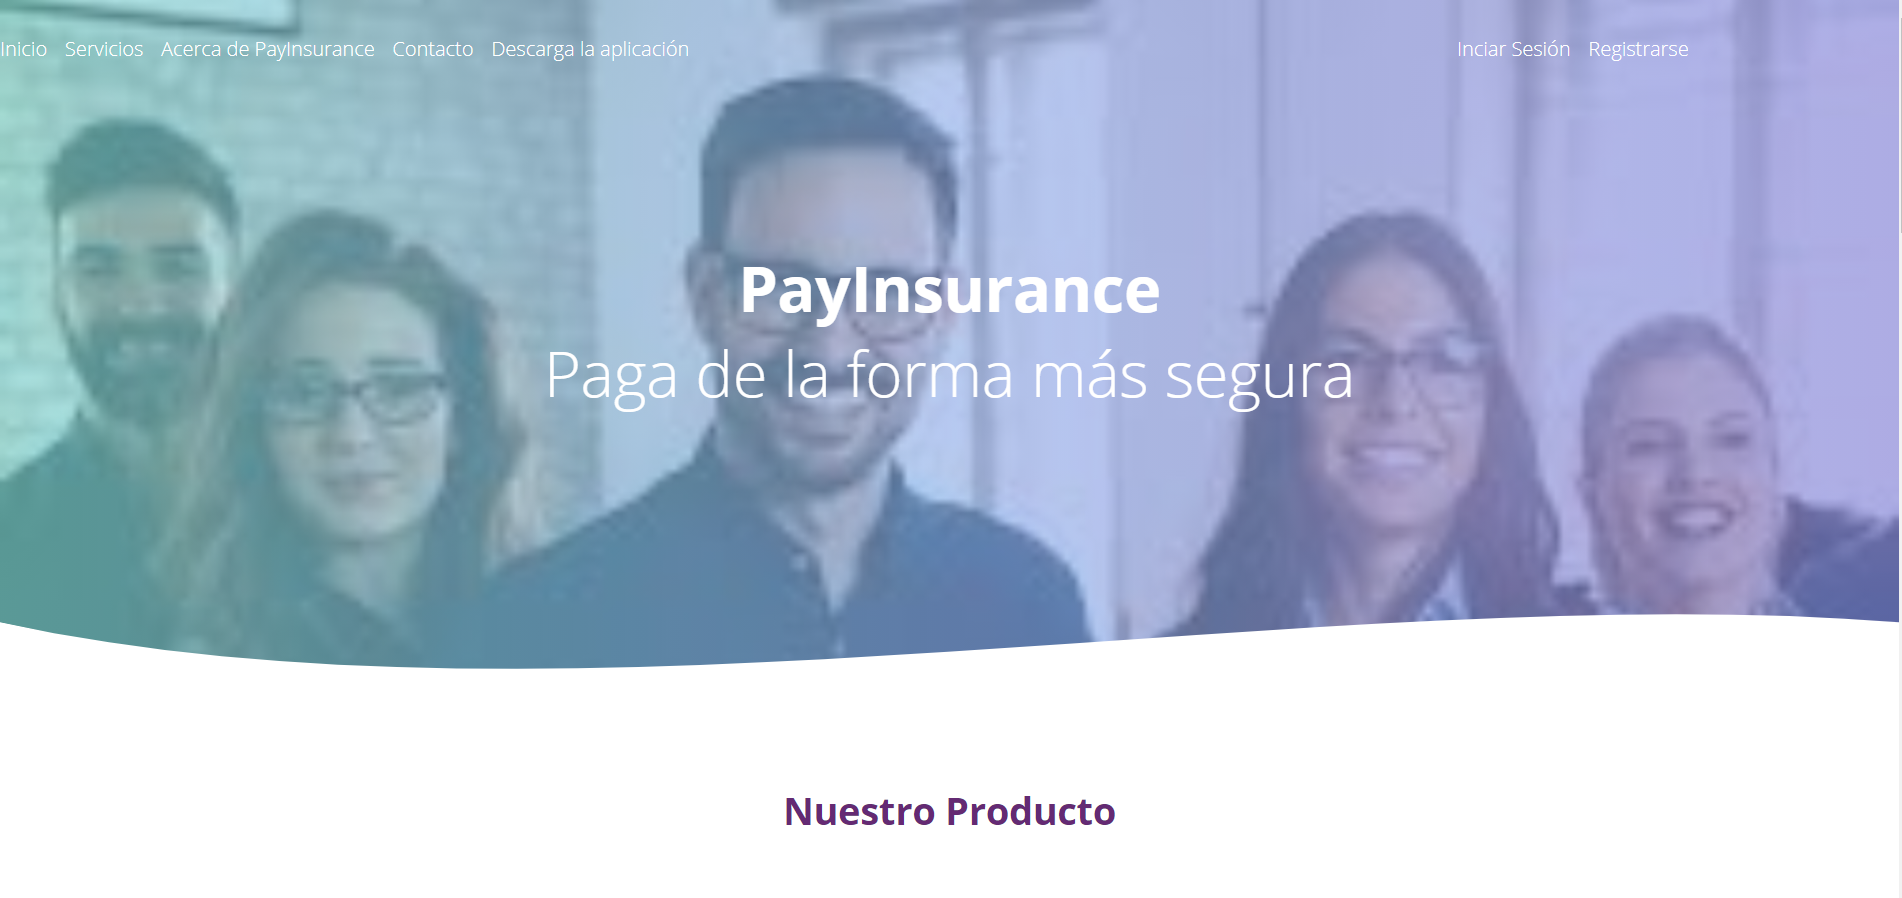 Inicio Servicios Acerca de PayInsurance Contacto Descarga la aplicación Inciar Sesión Registrarse
PayInsurance
Paga de la forma más segura
Nuestro Producto